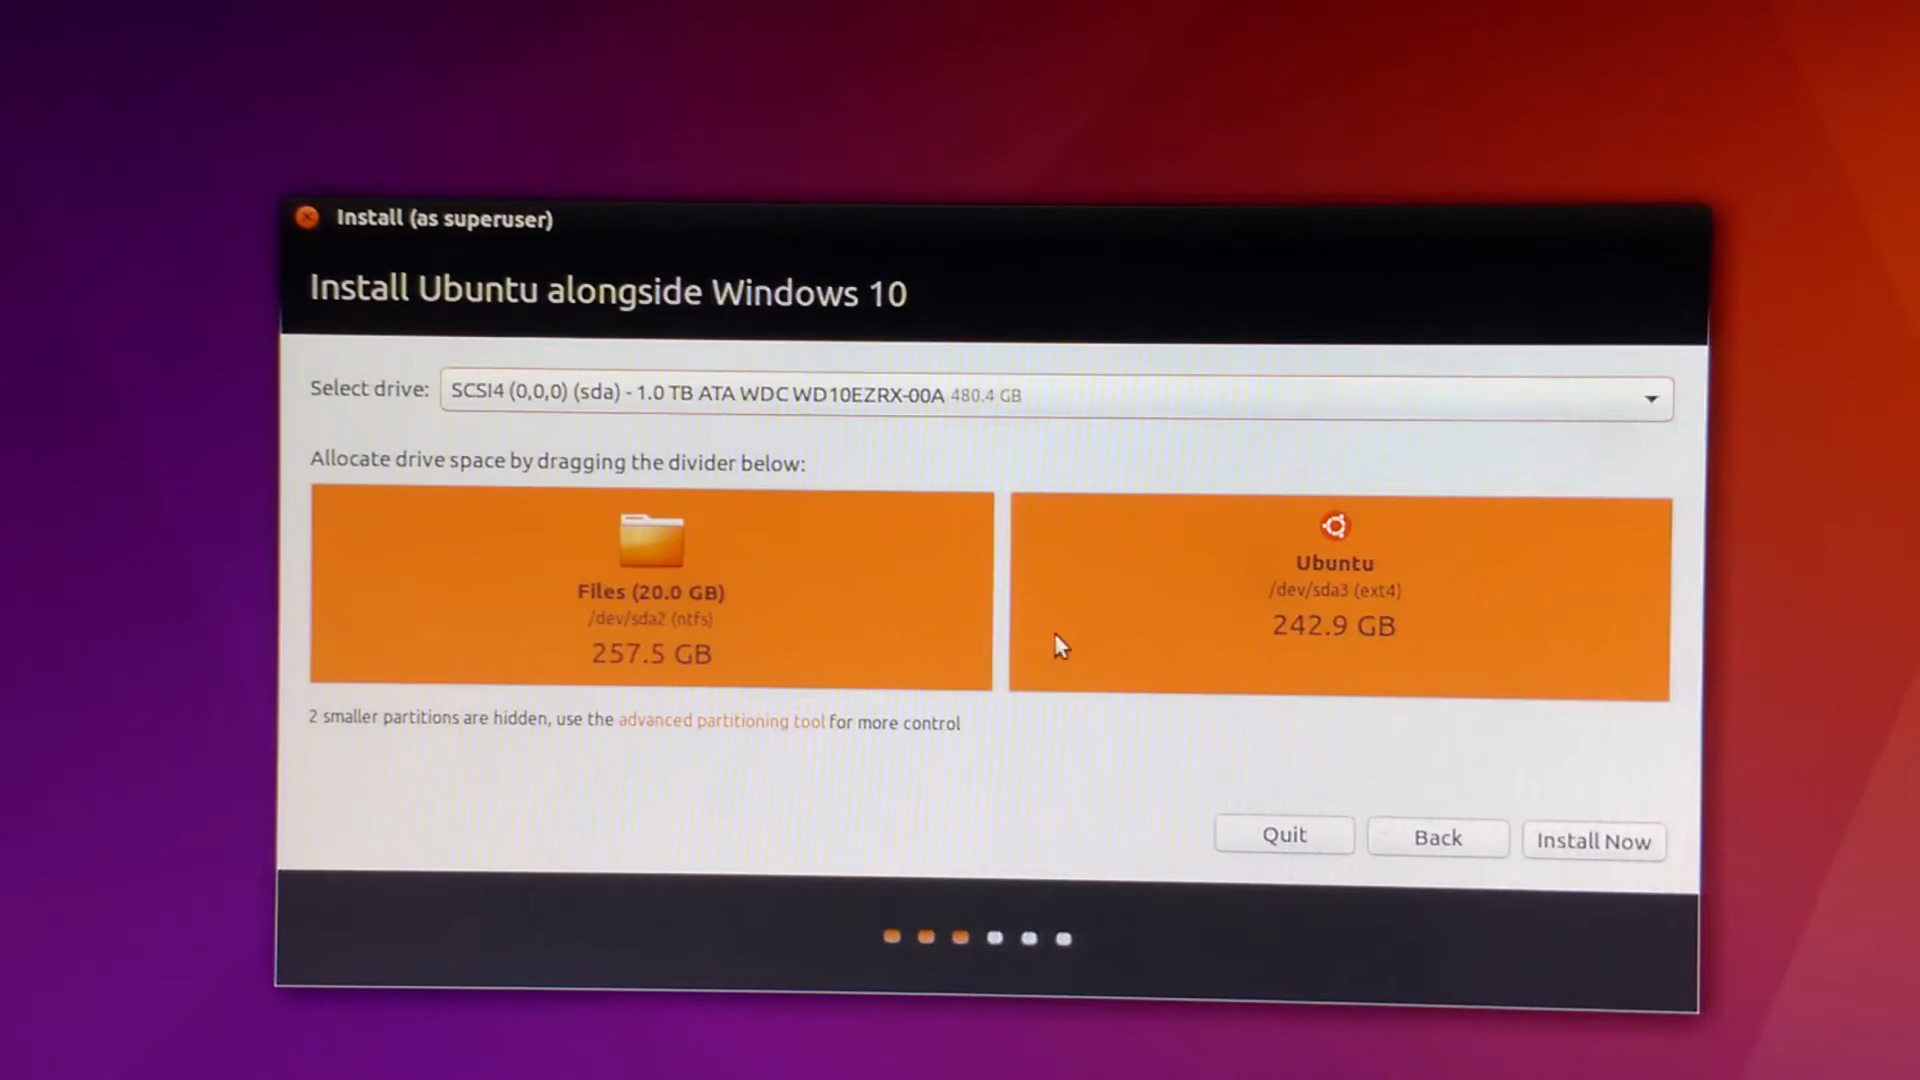 Install (as superuser)
Install Ubuntu alongside Windows 10
Select drive: SCSI4 (0,0,0) (sda) - 1.0 TB ATA WDC WD10EZRX-00A 480.4 GB
Allocate drive space by dragging the divider below:
Files (20.0 GB)
/dev/sda2 (ntfs)
257.5 GB
Ubuntu
/dev/sda3 (ext4)
242.9 GB
2 smaller partitions are hidden, use the advanced partitioning tool for more control
Quit
Back
Install Now